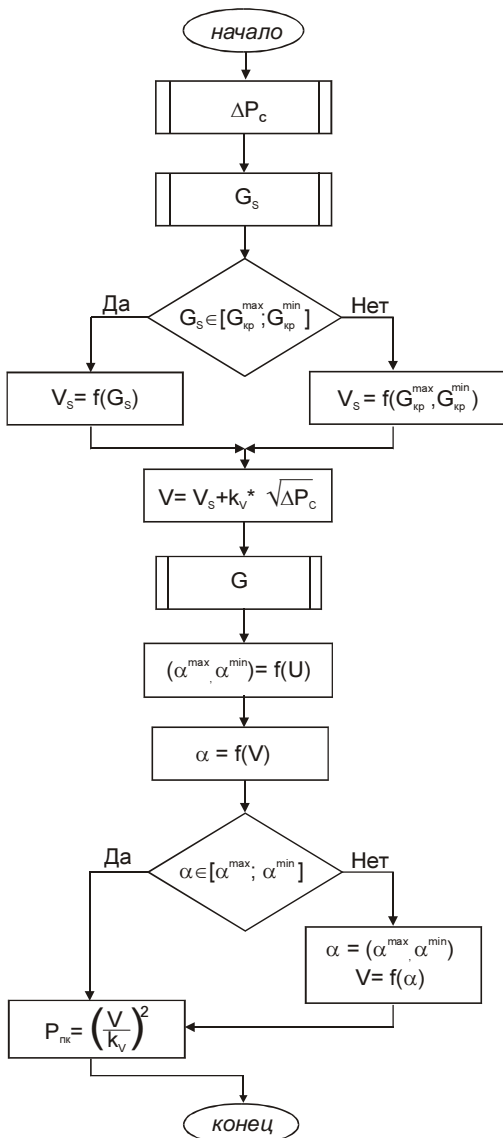 начало
ΔP_c
G_s
Да
Нет
G_s∈[G_кр^max;G_кр^min]
V_s= f(G_s)
V_s = f(G_кр^max,G_кр^min)
V= V_s+k_v* √ΔP_c
G
(α^max, α^min)= f(U)
α = f(V)
Да
Нет
α∈[α^max; α^min]
α = (α^max, α^min)
V= f(α)
P_пк= (V/k_v)^2
конец